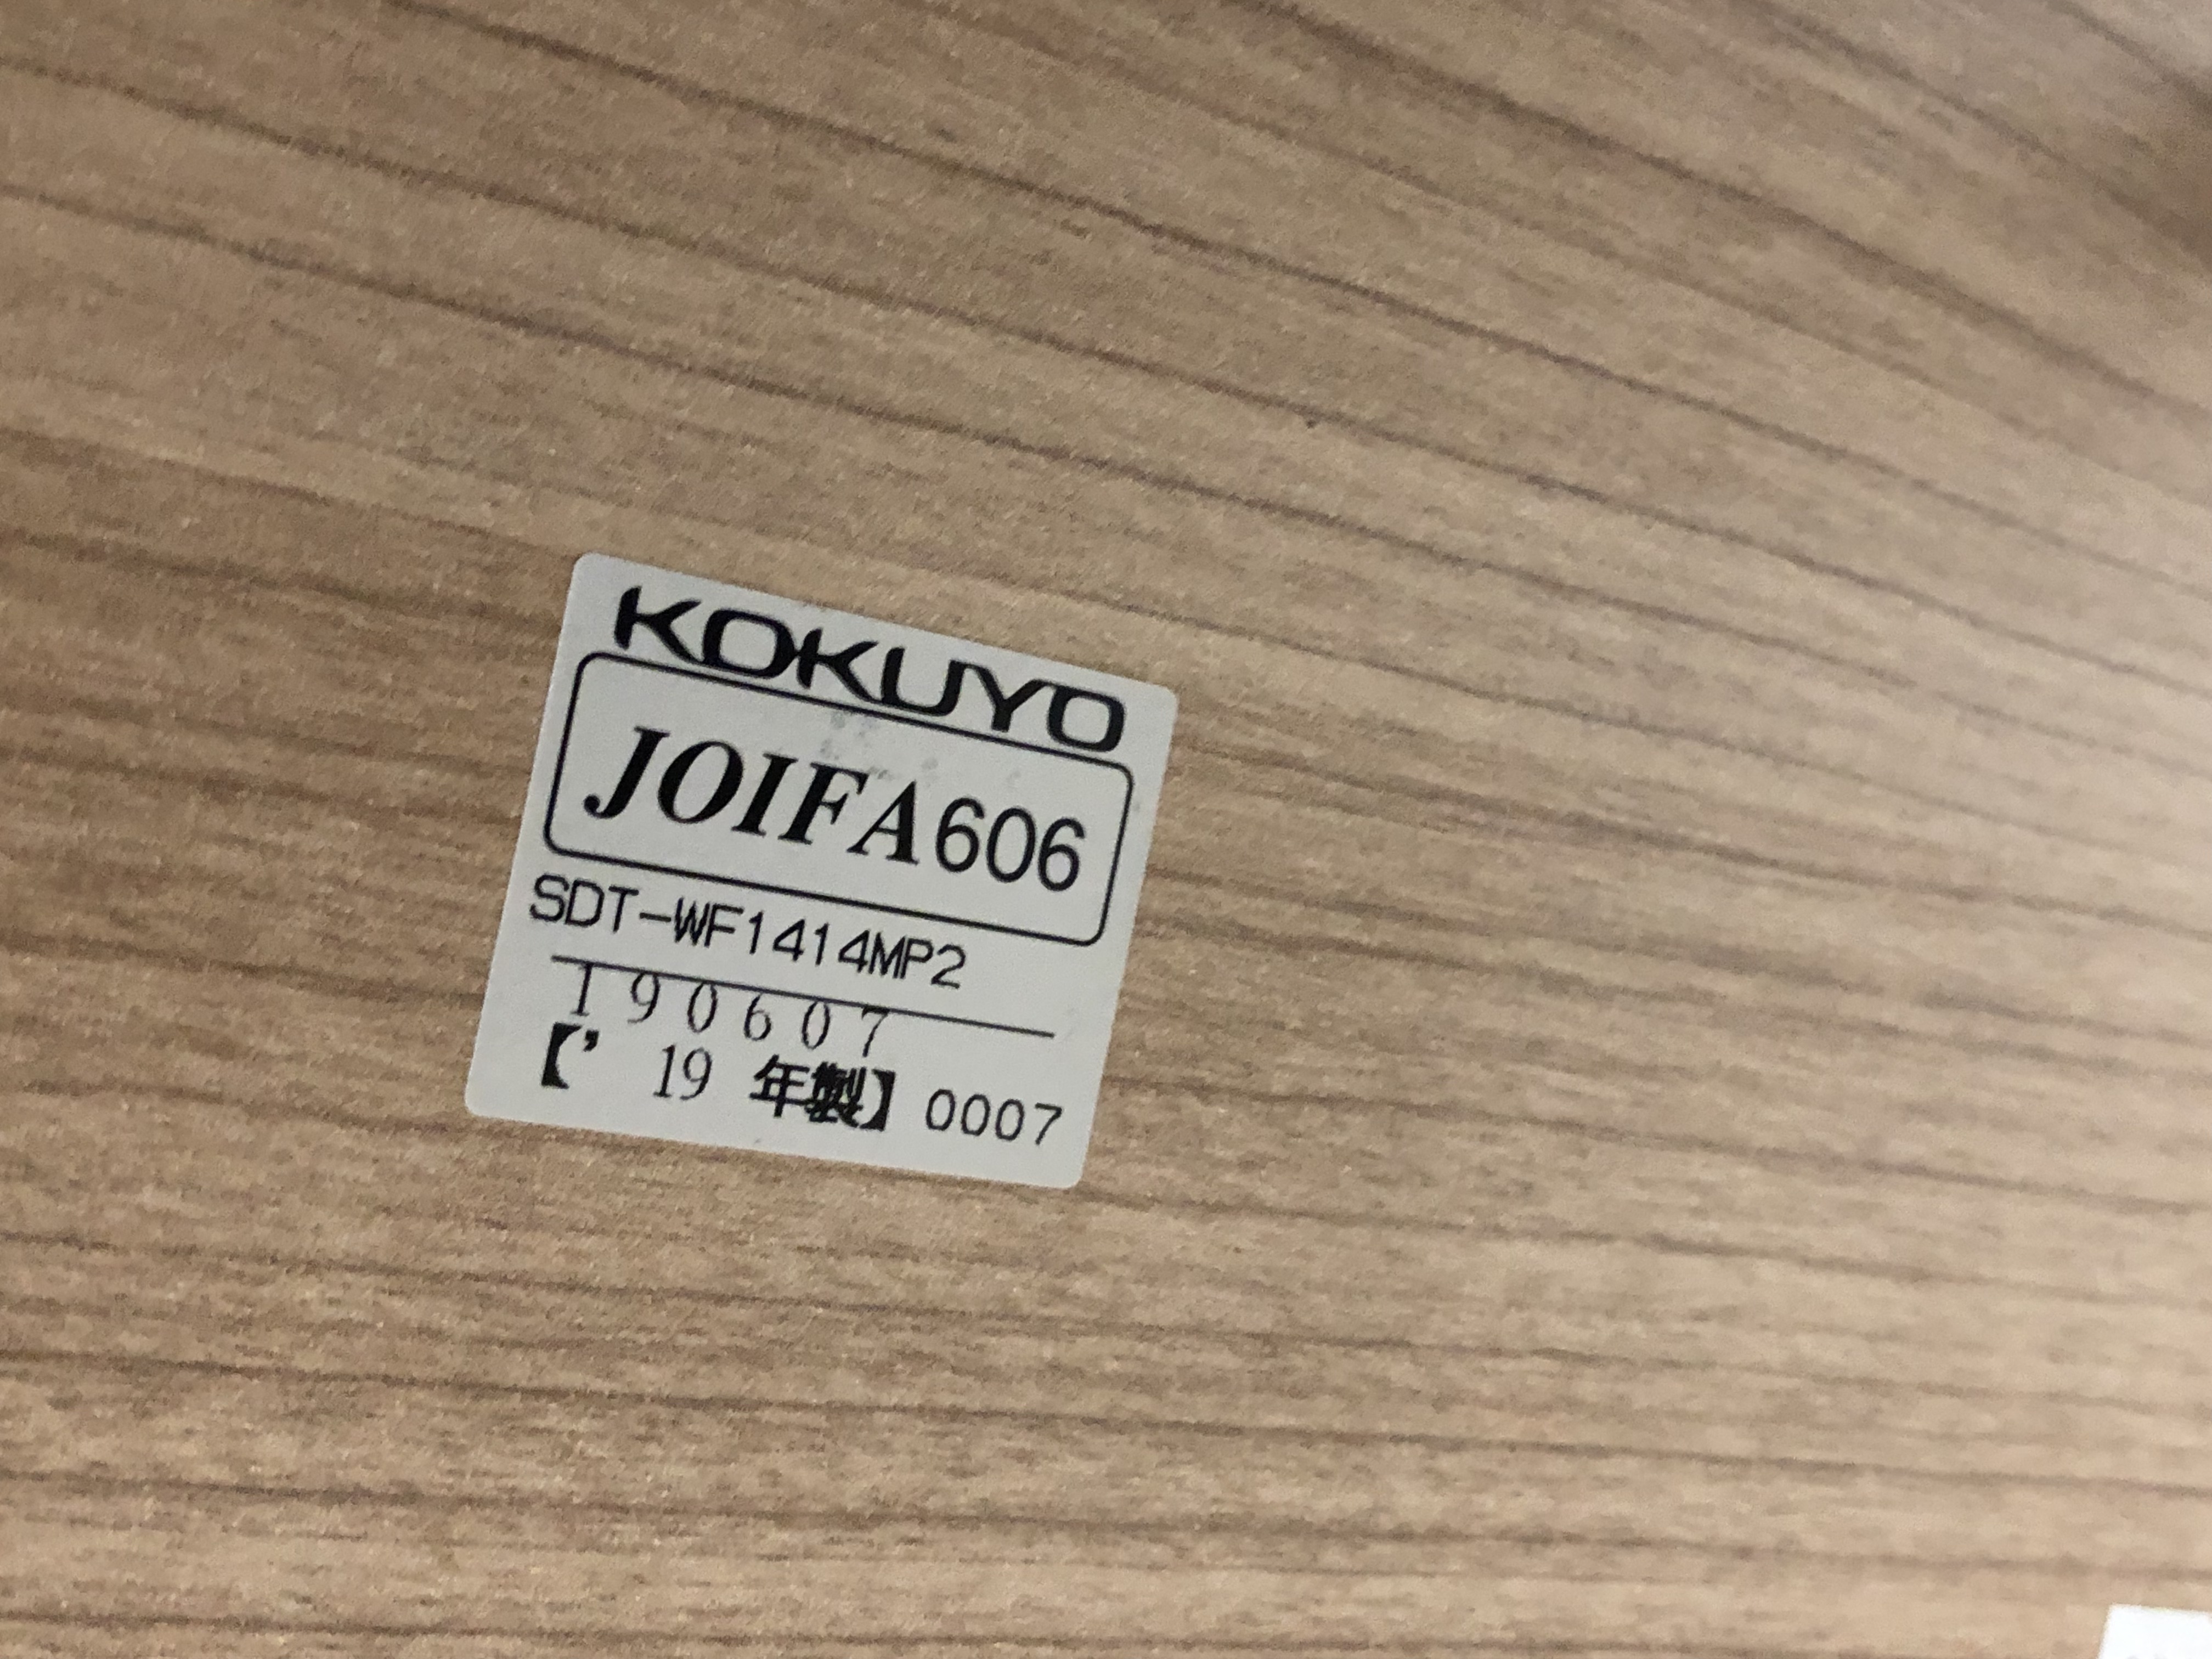 KOKUYO
JOIFA606
SDT-WF1414MP2
190607
【’19 年製】0007